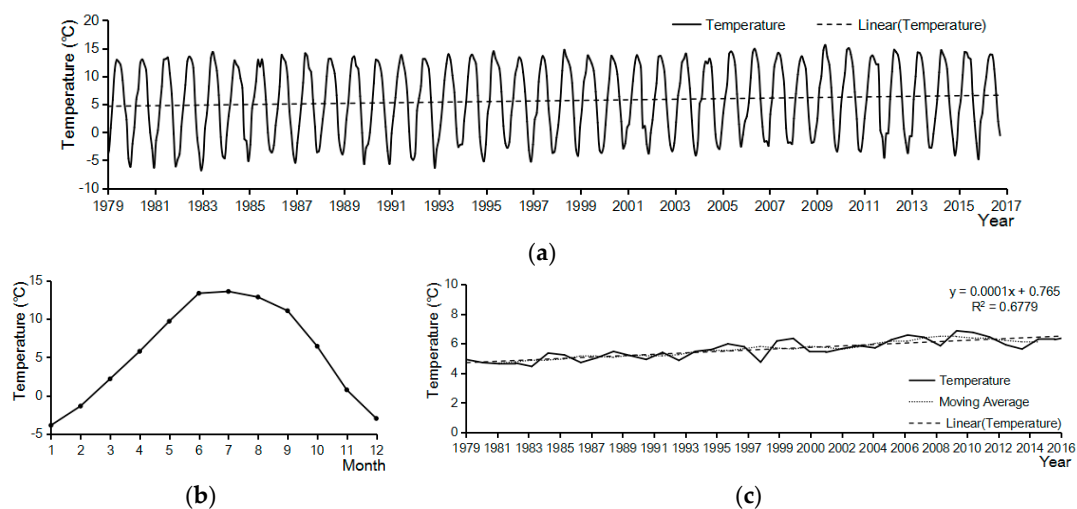 Temperature Linear(Temperature)
Temperature (°C)
20
15
10
5
0
-5
-10
1979 1981 1983 1985 1987 1989 1991 1993 1995 1997 1999 2001 2003 2005 2007 2009 2011 2013 2015 2017
Year
(a)
Temperature (°C)
15
10
5
0
-5
1 2 3 4 5 6 7 8 9 10 11 12
Month
(b)
Temperature (°C)
10
8
6
4
2
0
y = 0.0001x + 0.765
R² = 0.6779
Temperature
Moving Average
Linear(Temperature)
1979 1981 1983 1985 1987 1989 1991 1993 1995 1997 1999 2000 2002 2004 2006 2008 2010 2012 2014 2016
Year
(c)